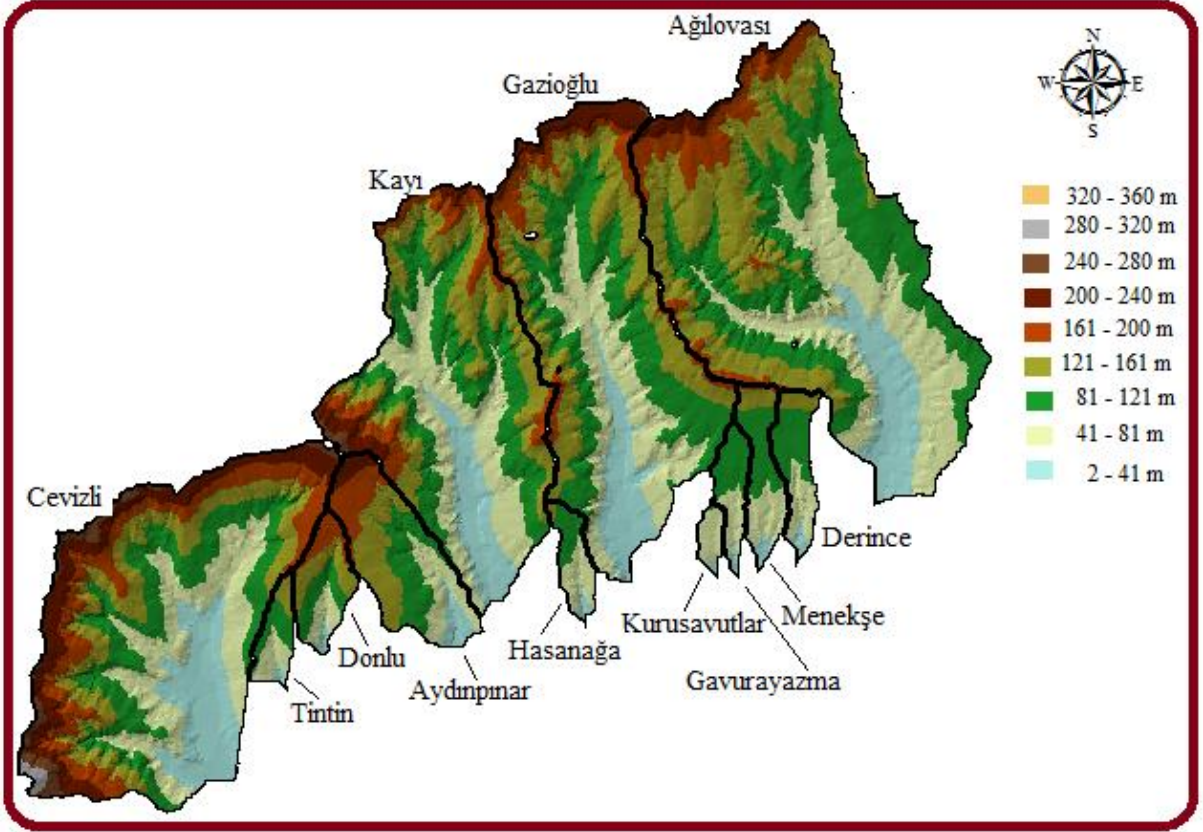 Ağılovası
Gazioğlu
Kayı
Cevizli
N
W
E
S
320 - 360 m
280 - 320 m
240 - 280 m
200 - 240 m
161 - 200 m
121 - 161 m
81 - 121 m
41 - 81 m
2 - 41 m
Derince
Menekşe
Kurusavutlar
Gavurayazma
Hasanağa
Donlu
Aydınpınar
Tintin